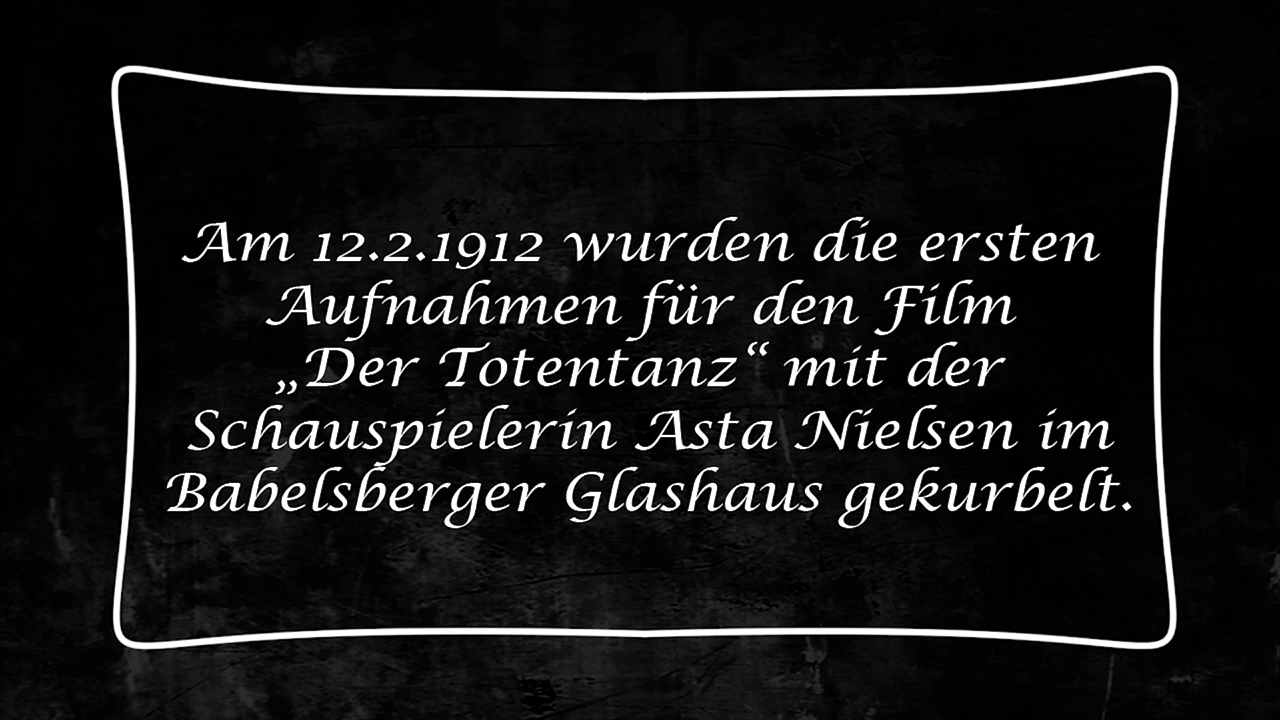 Am 12.2.1912 wurden die ersten
Aufnahmen für den Film
„Der Totentanz“ mit der
Schauspielerin Asta Nielsen im
Babelsberger Glashaus gekurbelt.